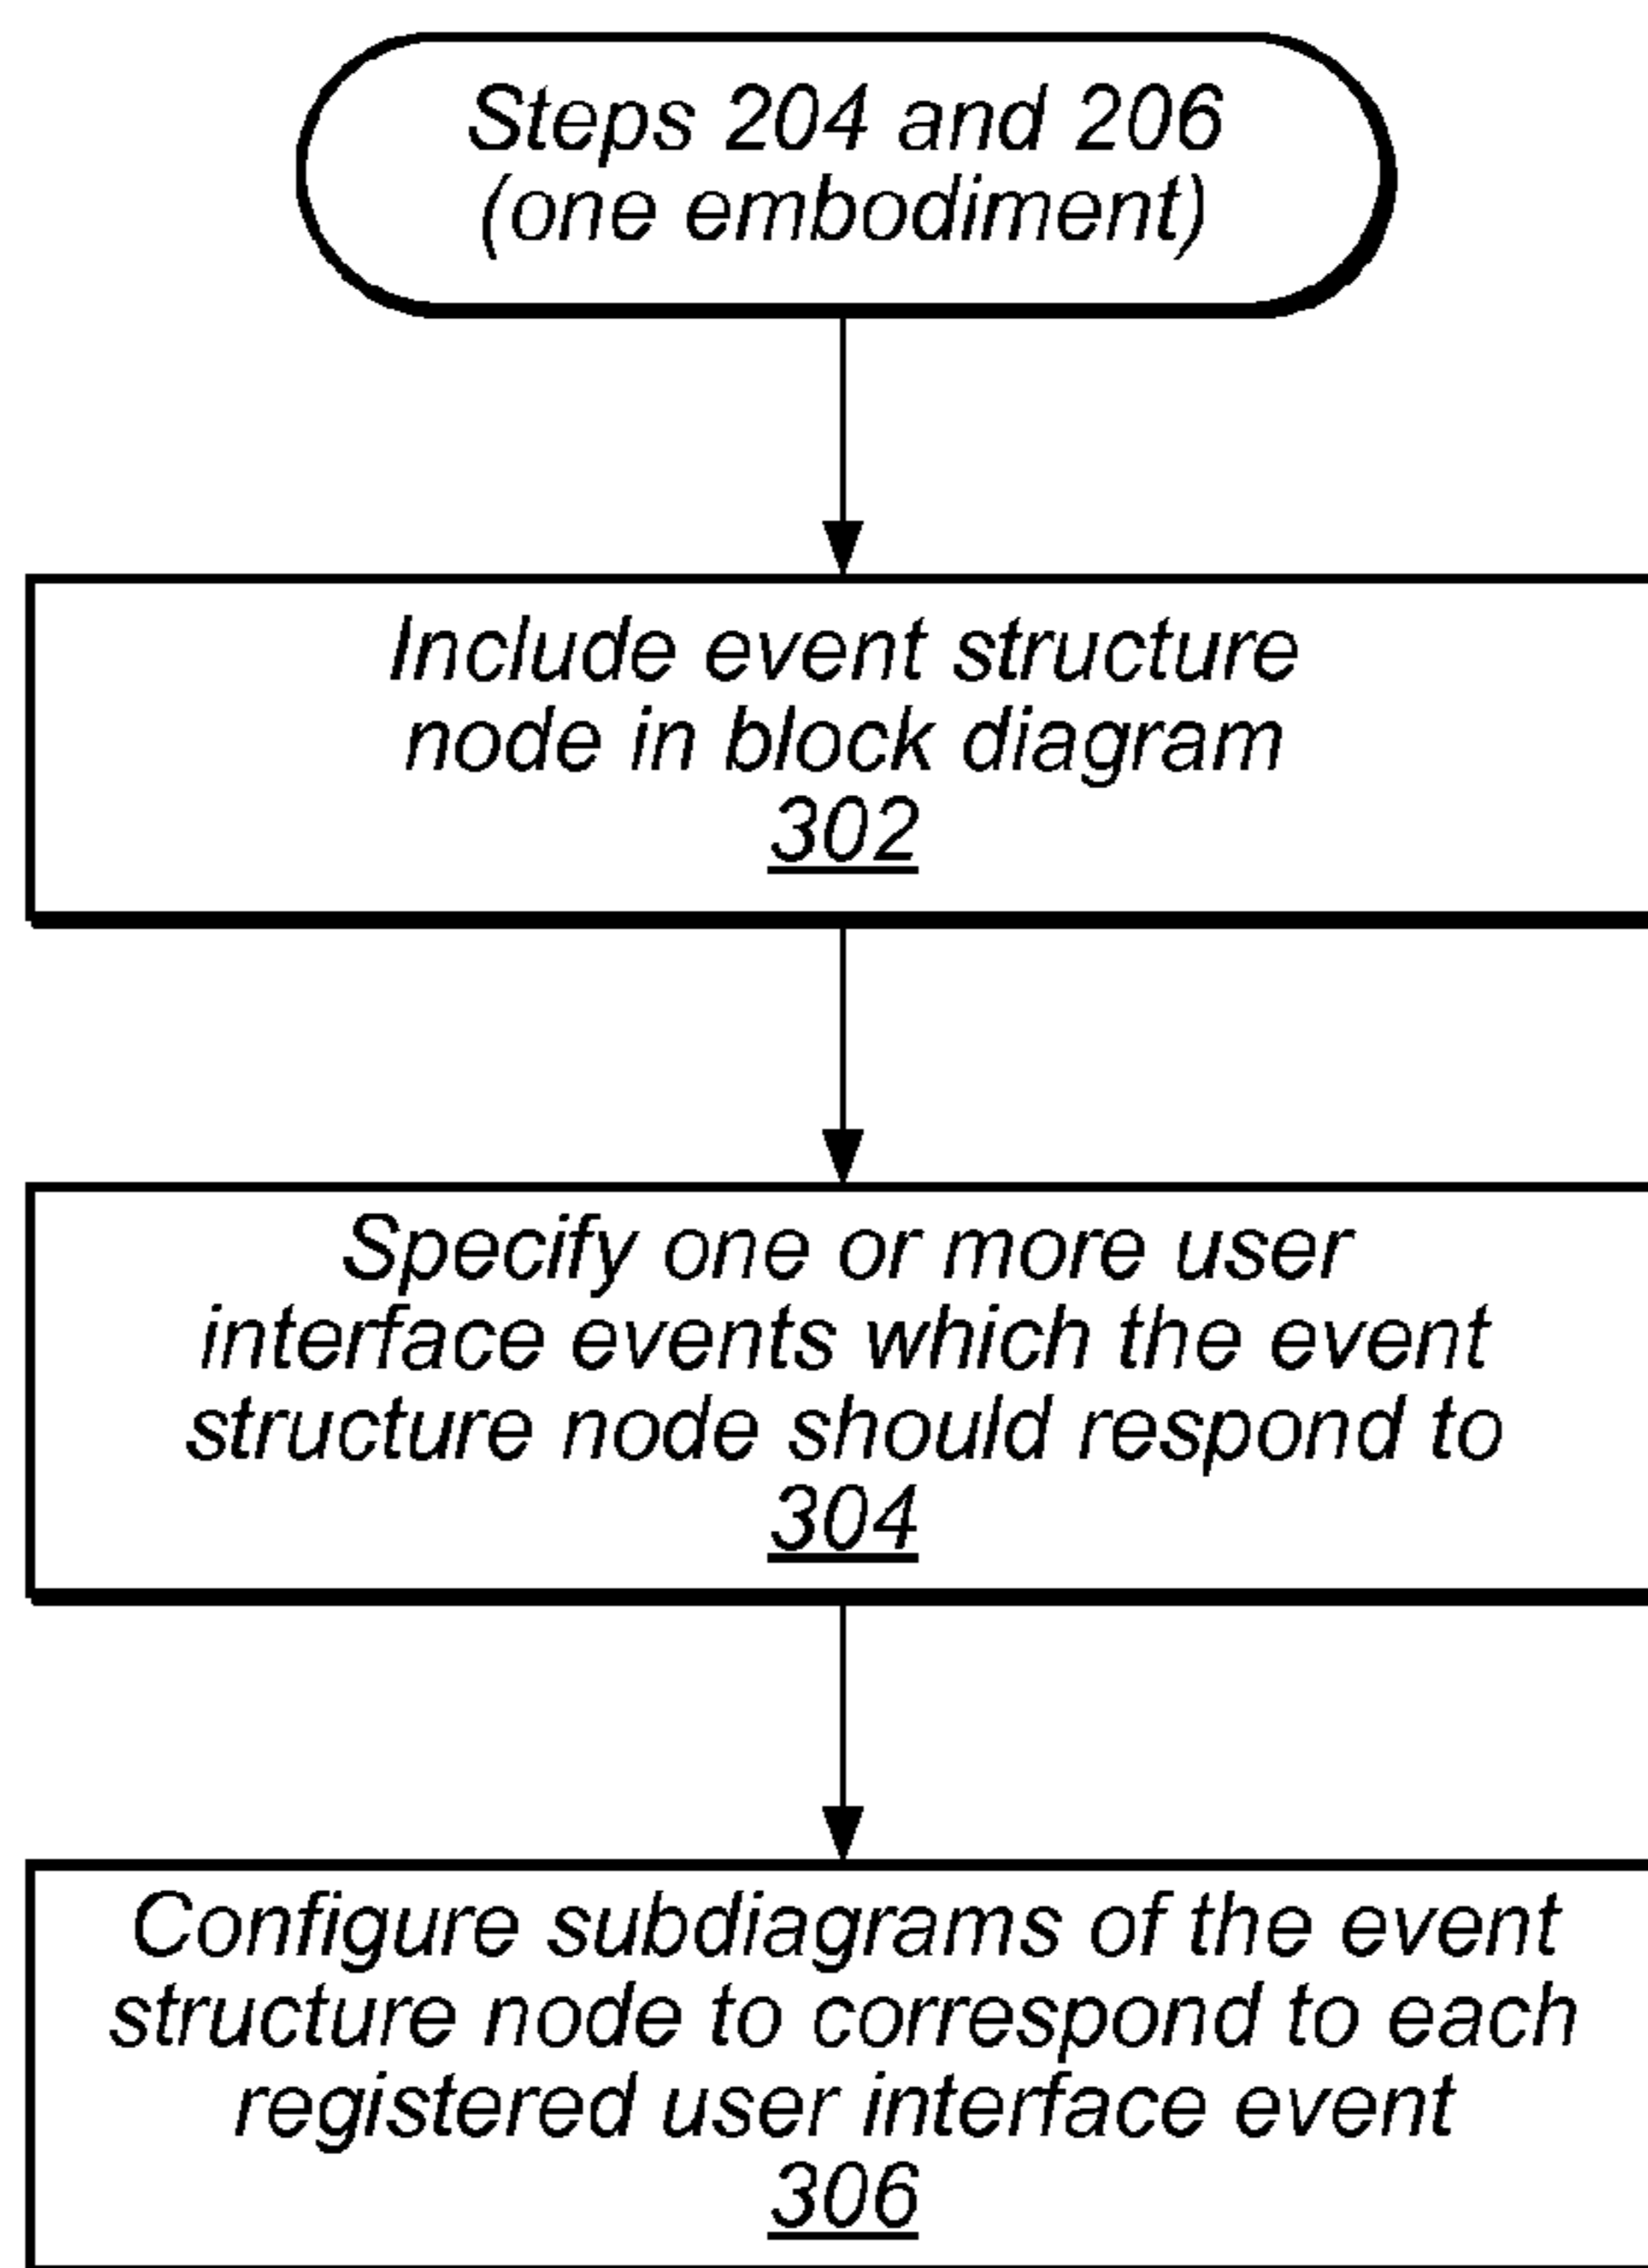 Steps 204 and 206
(one embodiment)
Include event structure
node in block diagram
302
Specify one or more user
interface events which the event
structure node should respond to
304
Configure subdiagrams of the event
structure node to correspond to each
registered user interface event
306